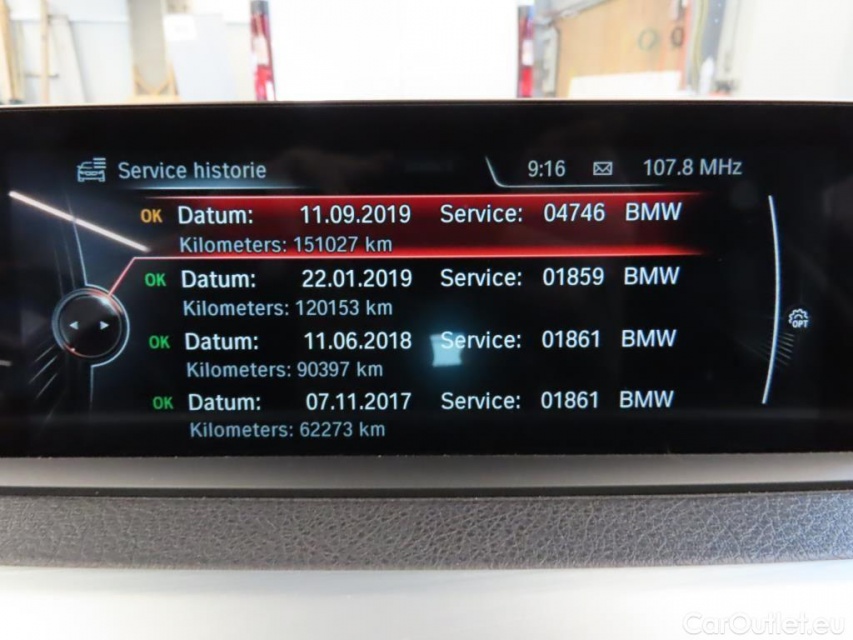 Service historie 9:16 107.8 MHz
OK Datum: 11.09.2019 Service: 04746 BMW
Kilometers: 151027 km
OK Datum: 22.01.2019 Service: 01859 BMW
Kilometers: 120153 km
OPT
OK Datum: 11.06.2018 Service: 01861 BMW
Kilometers: 90397 km
OK Datum: 07.11.2017 Service: 01861 BMW
Kilometers: 62273 km
CarOutlet.eu